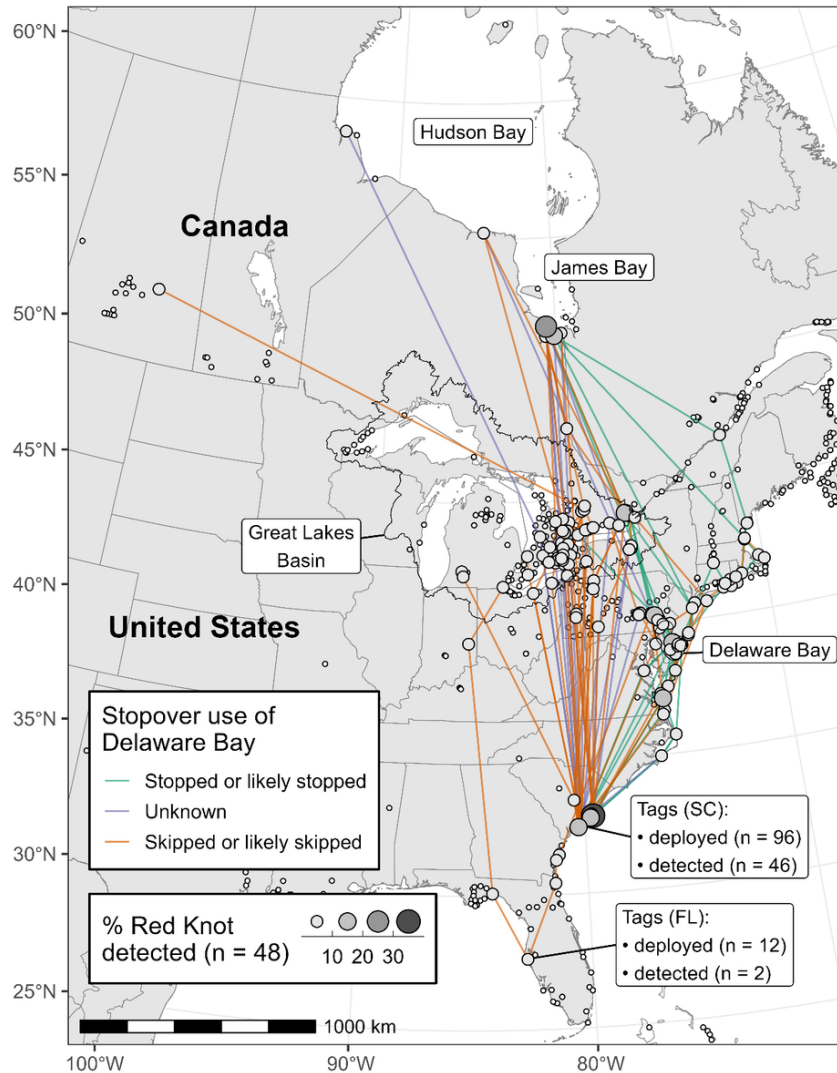 60°N
55°N
50°N
45°N
40°N
35°N
30°N
25°N
Hudson Bay
Canada
James Bay
Great Lakes
Basin
United States
Delaware Bay
Stopover use of
Delaware Bay
Stopped or likely stopped
Unknown
Skipped or likely skipped
Tags (SC):
• deployed (n = 96)
• detected (n = 46)
% Red Knot
detected (n = 48)
10 20 30
Tags (FL):
• deployed (n = 12)
• detected (n = 2)
1000 km
100°W
90°W
80°W